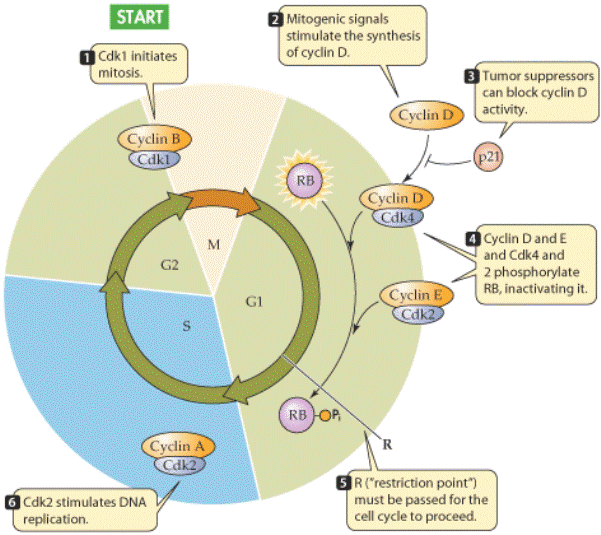 START
1 Cdk1 initiates
mitosis.
2 Mitogenic signals
stimulate the synthesis
of cyclin D.
3 Tumor suppressors
can block cyclin D
activity.
Cyclin D
p21
Cyclin B
Cdk1
RB
Cyclin D
Cdk4
4 Cyclin D and E
and Cdk4 and
2 phosphorylate
RB, inactivating it.
M
G2
G1
S
Cyclin E
Cdk2
RB
Pi
R
Cyclin A
Cdk2
5 R ("restriction point")
must be passed for the
cell cycle to proceed.
6 Cdk2 stimulates DNA
replication.